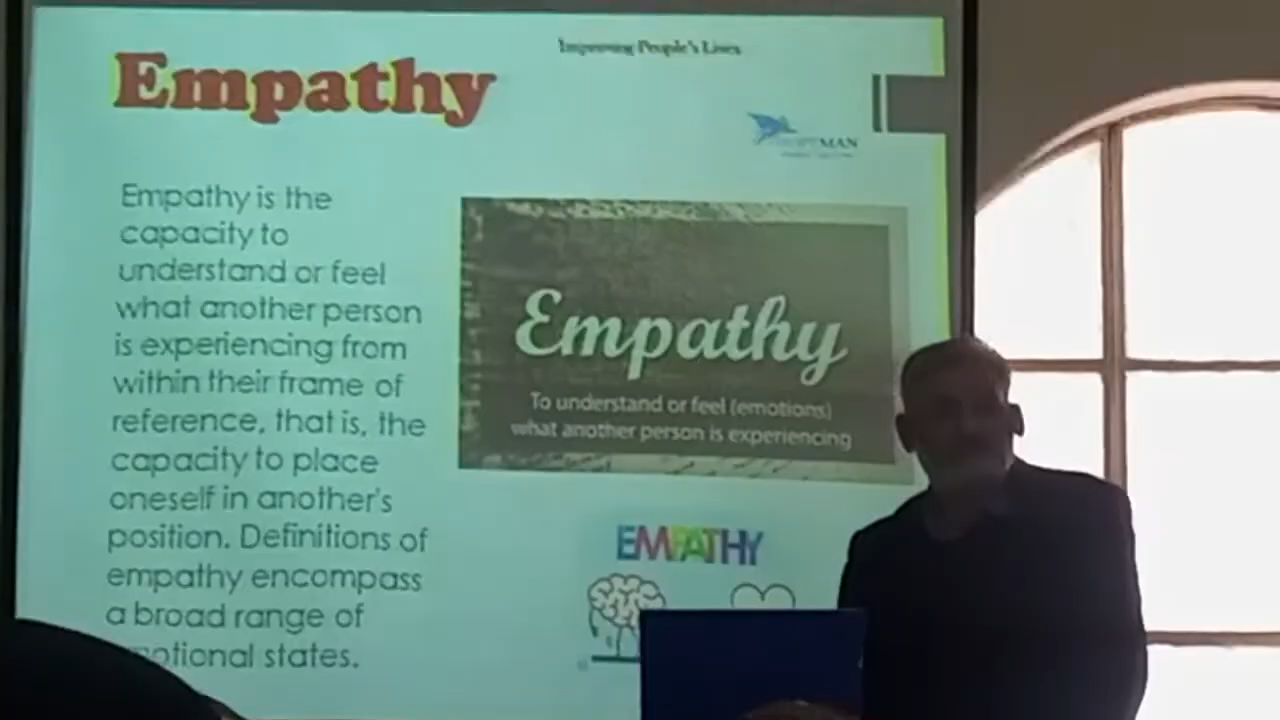 Improving People's Lives
Empathy
MAN
Empathy is the
capacity to
understand or feel
what another person
is experiencing from
within their frame of
reference, that is, the
capacity to place
oneself in another's
position. Definitions of
empathy encompass
a broad range of
states.
Empathy
To understand or feel (emotions)
what another person is experiencing
EMPATHY